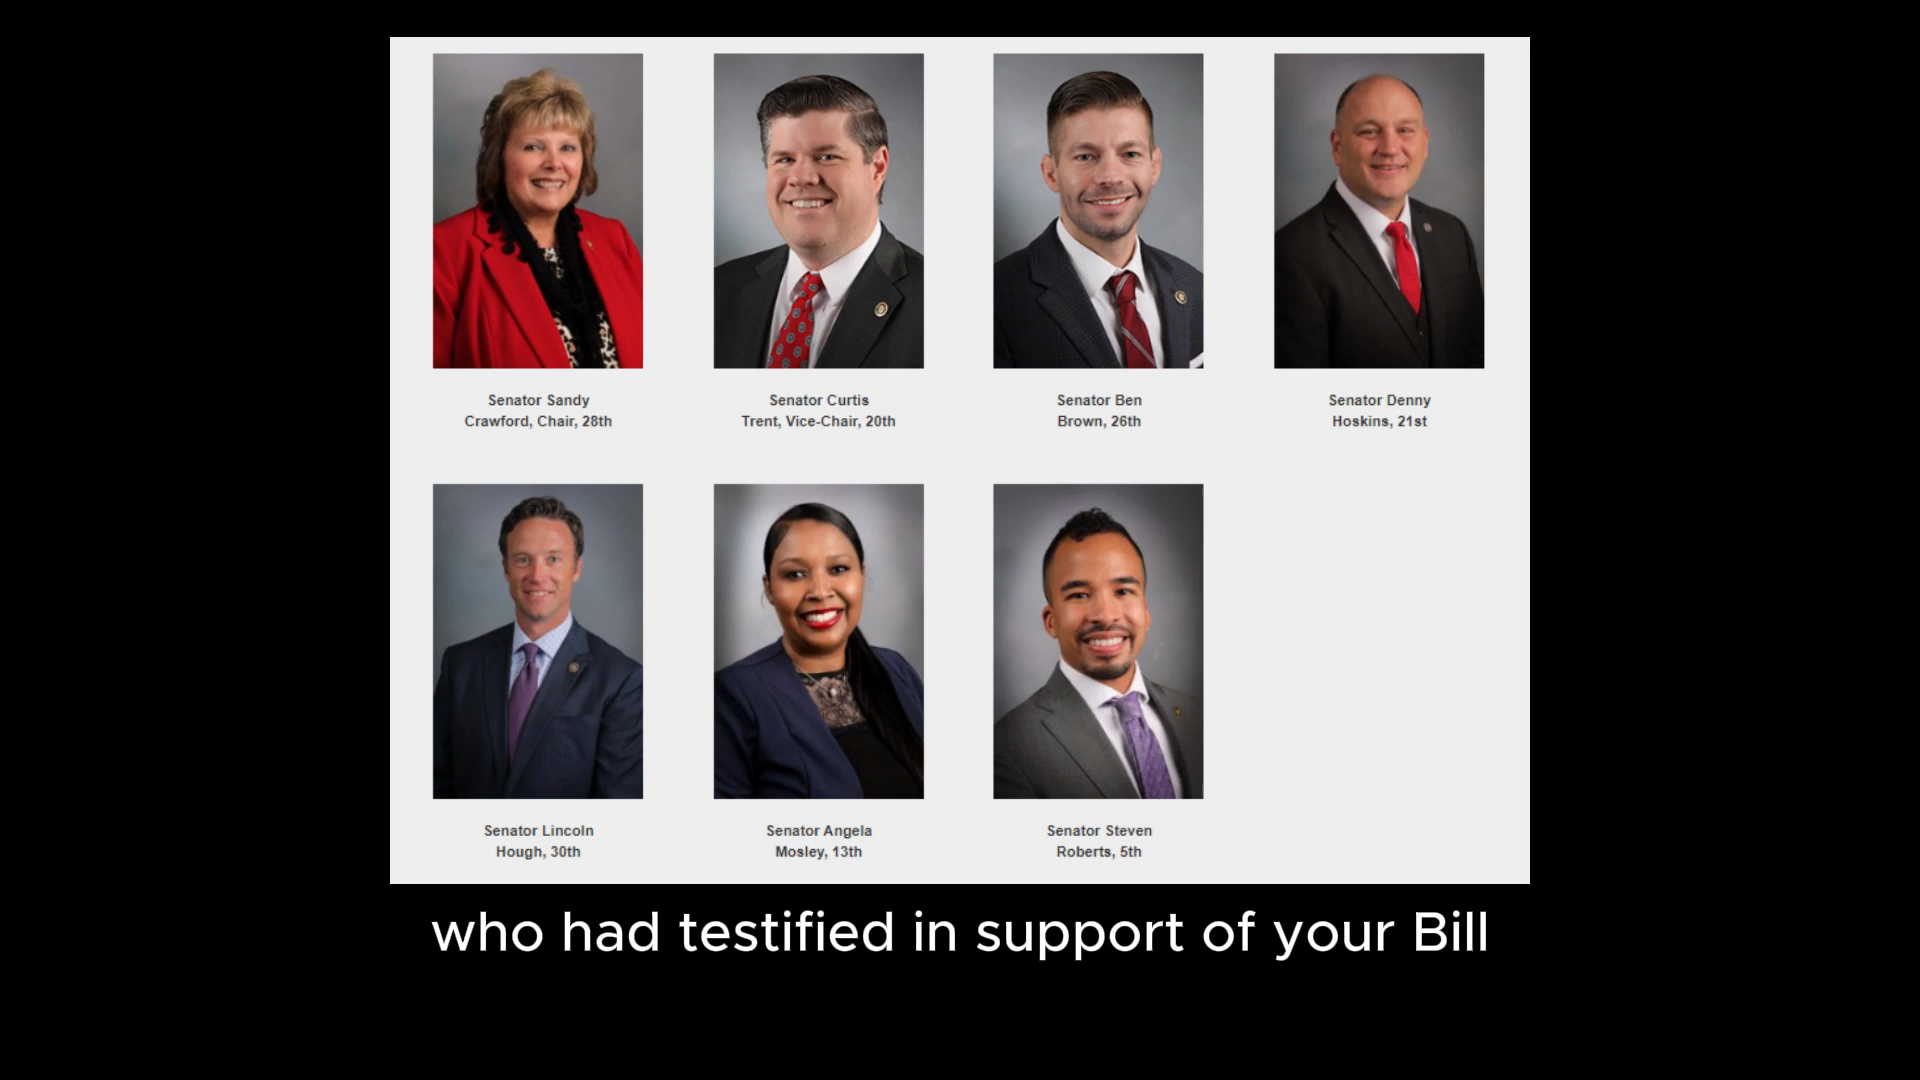 Senator Sandy
Crawford, Chair, 28th
Senator Curtis
Trent, Vice-Chair, 20th
Senator Ben
Brown, 26th
Senator Denny
Hoskins, 21st
Senator Lincoln
Hough, 30th
Senator Angela
Mosley, 13th
Senator Steven
Roberts, 5th
who had testified in support of your Bill